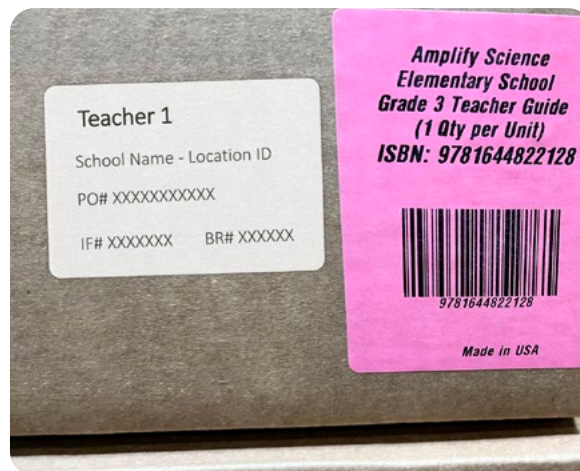 Teacher 1
School Name - Location ID
PO# XXXXXXXXXXX
IF# XXXXXXX BR# XXXXXX
Amplify Science
Elementary School
Grade 3 Teacher Guide
(1 Qty per Unit)
ISBN: 9781644822128
9781644822128
Made in USA